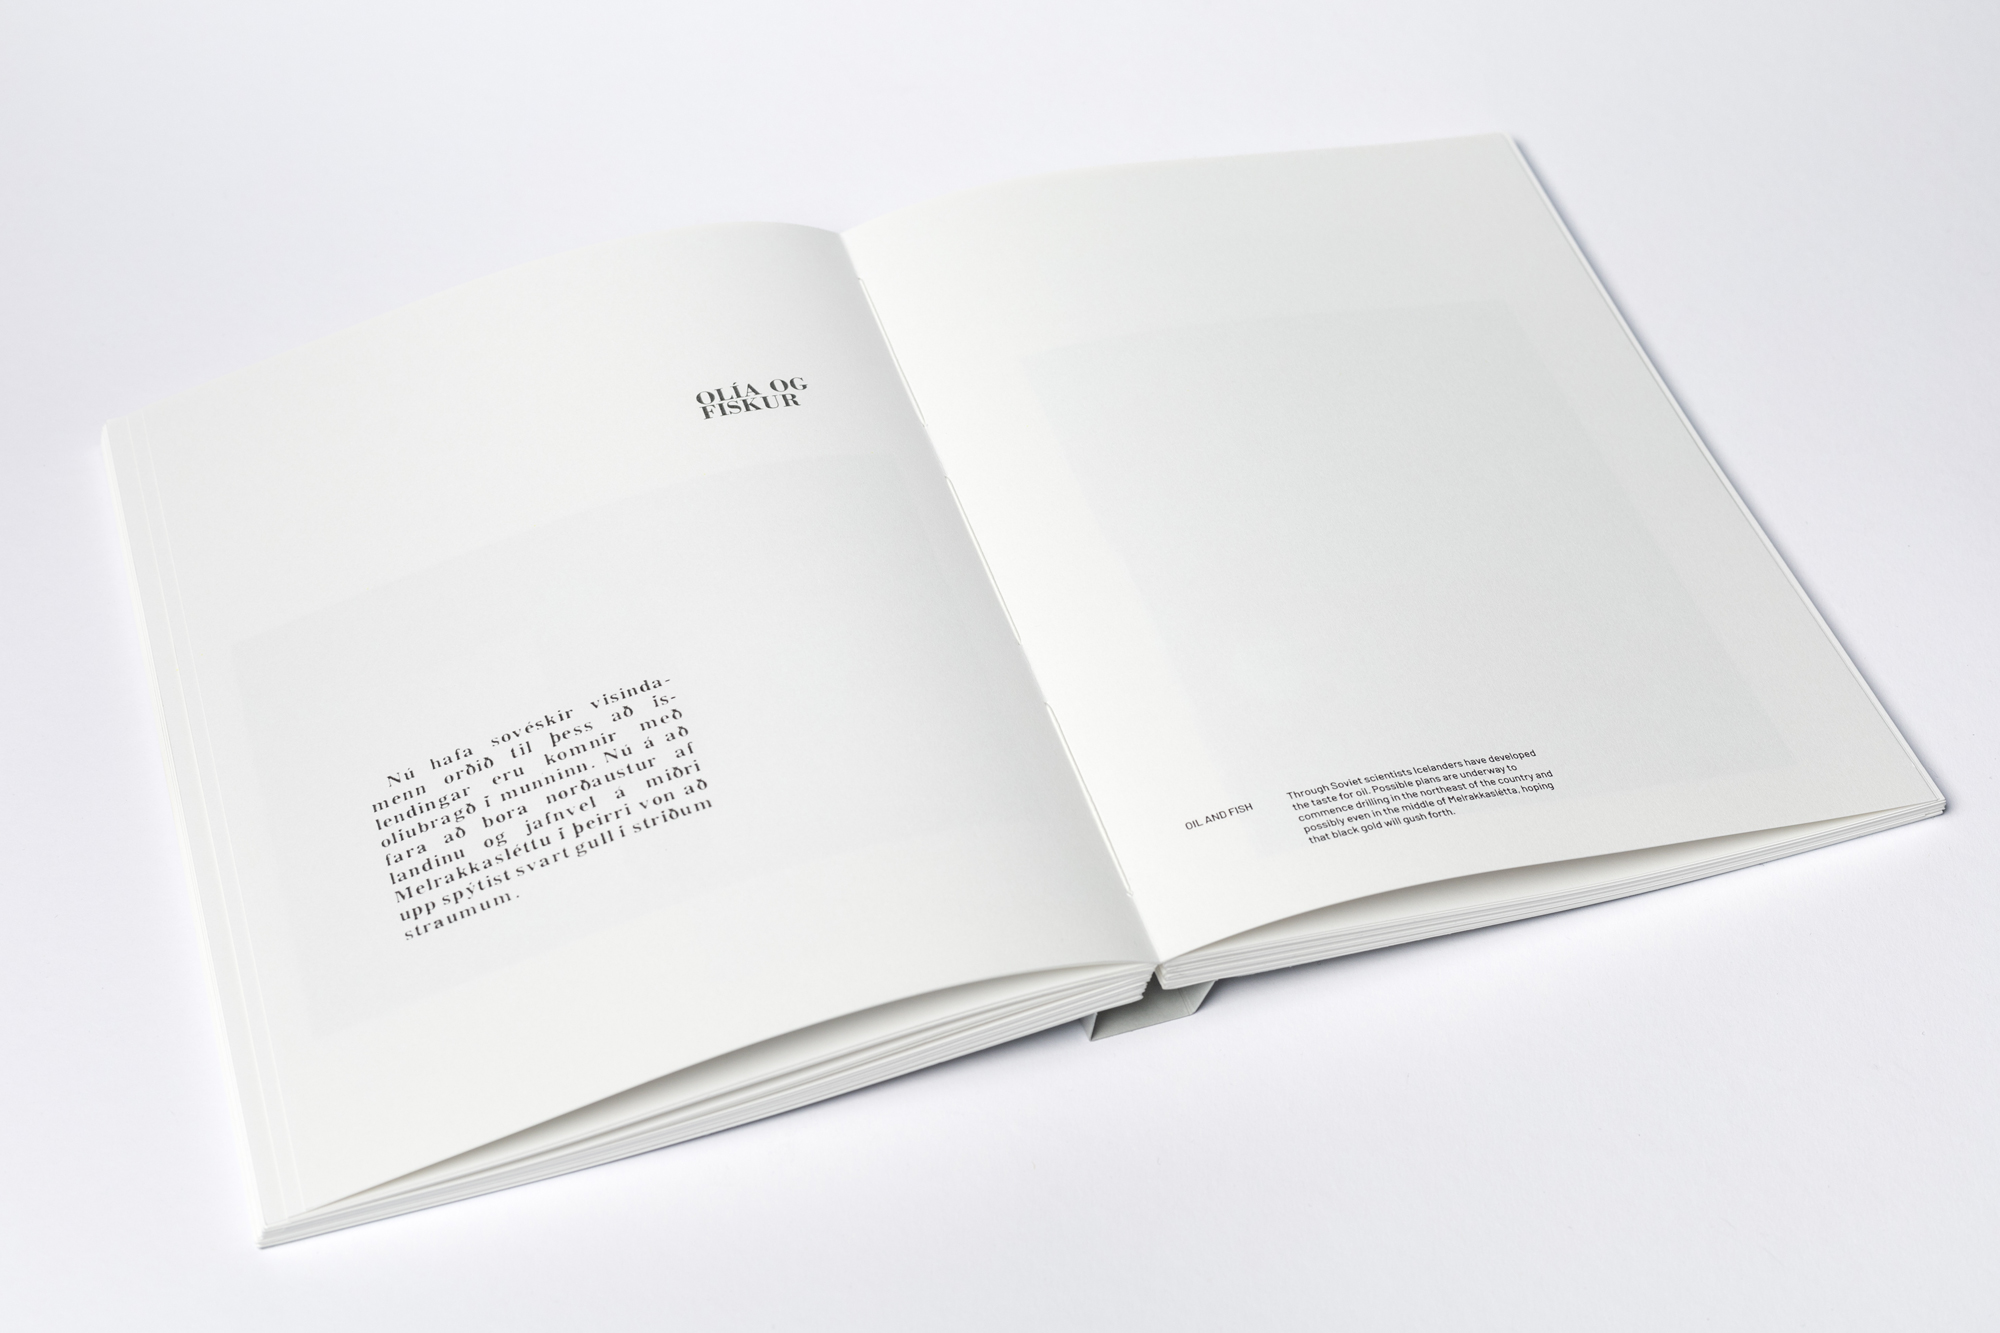 OLÍA OG
FISKUR
Nú hafa sovéskir vísinda-
menn orðið til þess að ís-
lendingar eru komnir með
olíubragð í munninn. Nú á að
fara að bora norðaustur af
landinu og jafnvel á miðri
Melrakkasléttu í þeirri von að
upp spýtist svart gull í stríðum
straumum.
OIL AND FISH
Through Soviet scientists Icelanders have developed
the taste for oil. Possible plans are underway to
commence drilling in the northeast of the country and
possibly even in the middle of Melrakkaslétta, hoping
that black gold will gush forth.